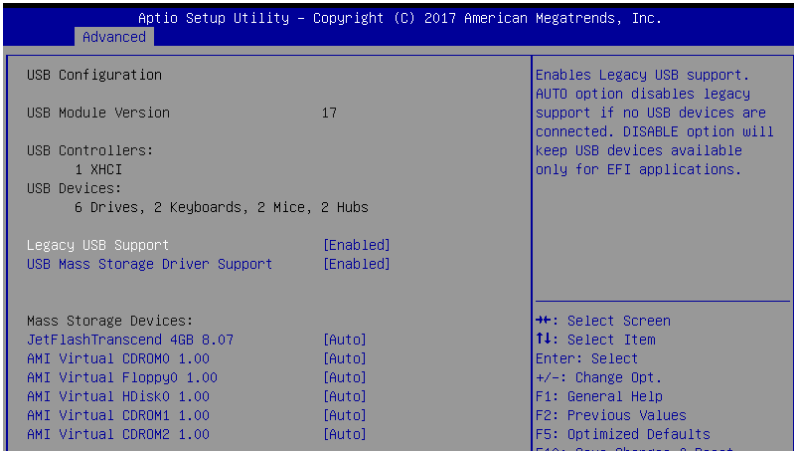 Aptio Setup Utility – Copyright (C) 2017 American Megatrends, Inc.
Advanced
USB Configuration
USB Module Version 17
USB Controllers:
1 XHCI
USB Devices:
6 Drives, 2 Keyboards, 2 Mice, 2 Hubs
Legacy USB Support [Enabled]
USB Mass Storage Driver Support [Enabled]
Mass Storage Devices:
JetFlashTranscend 4GB 8.07 [Auto]
AMI Virtual CDROM0 1.00 [Auto]
AMI Virtual Floppy0 1.00 [Auto]
AMI Virtual HDisk0 1.00 [Auto]
AMI Virtual CDROM1 1.00 [Auto]
AMI Virtual CDROM2 1.00 [Auto]
Enables Legacy USB support.
AUTO option disables legacy
support if no USB devices are
connected. DISABLE option will
keep USB devices available
only for EFI applications.
→←: Select Screen
↑↓: Select Item
Enter: Select
+/-: Change Opt.
F1: General Help
F2: Previous Values
F5: Optimized Defaults